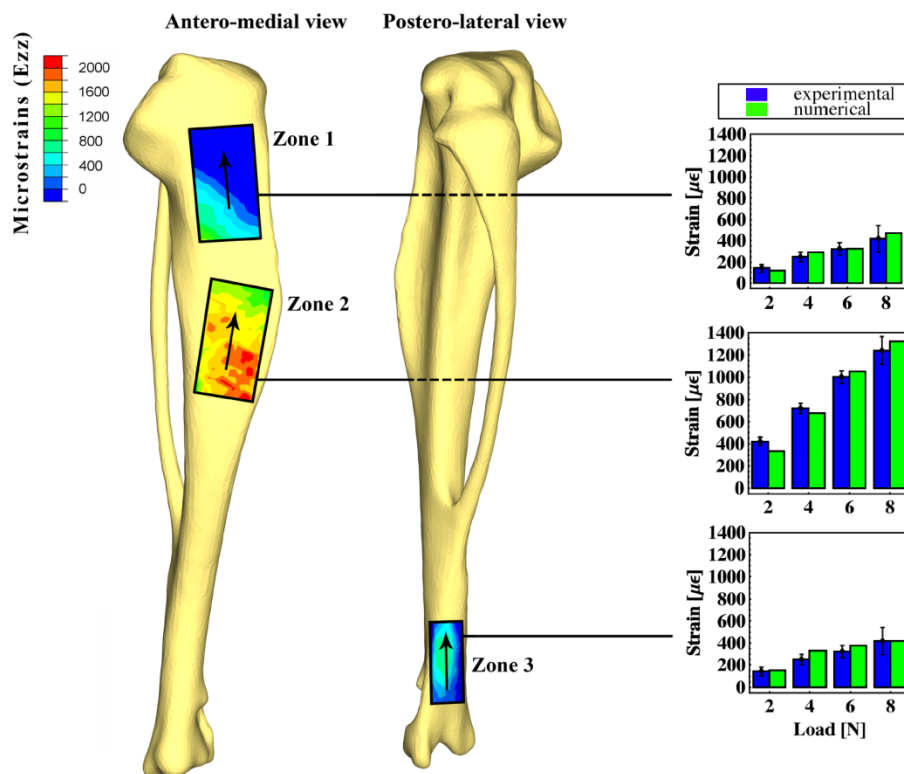 Antero-medial view
Postero-lateral view
Microstrains (Ezz)
2000
1600
1200
800
400
0
Zone 1
Zone 2
Zone 3
experimental
numerical
Strain [με]
1400
1200
1000
800
600
400
200
0
2 4 6 8
Strain [με]
1400
1200
1000
800
600
400
200
0
2 4 6 8
Strain [με]
1400
1200
1000
800
600
400
200
0
2 4 6 8
Load [N]